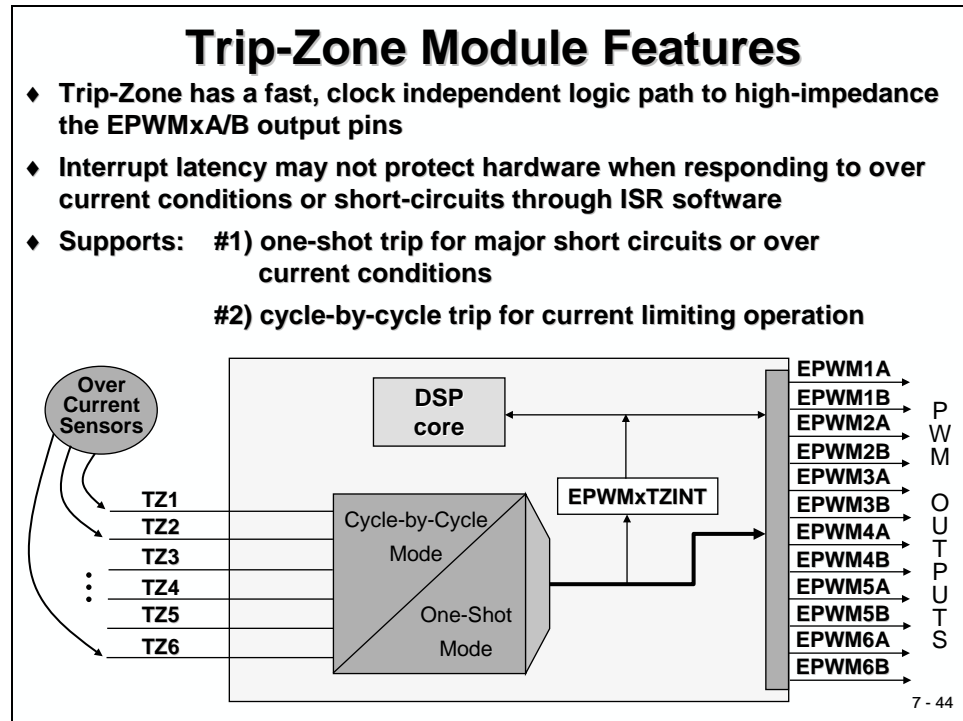 Trip-Zone Module Features
♦ Trip-Zone has a fast, clock independent logic path to high-impedance
the EPWMxA/B output pins
♦ Interrupt latency may not protect hardware when responding to over
current conditions or short-circuits through ISR software
♦ Supports: #1) one-shot trip for major short circuits or over
current conditions
#2) cycle-by-cycle trip for current limiting operation
Over
Current
Sensors
DSP
core
EPWMxTZINT
TZ1
TZ2
TZ3
TZ4
TZ5
TZ6
Cycle-by-Cycle
Mode
One-Shot
Mode
EPWM1A
EPWM1B
EPWM2A
EPWM2B
EPWM3A
EPWM3B
EPWM4A
EPWM4B
EPWM5A
EPWM5B
EPWM6A
EPWM6B
PWM OUTPUTS
7 - 44